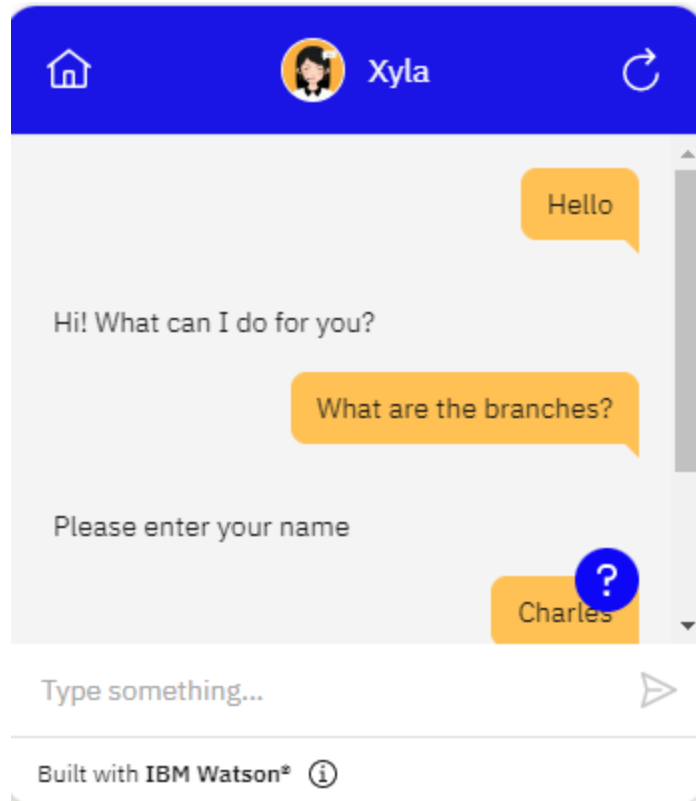 Xyla
Hello
Hi! What can I do for you?
What are the branches?
Please enter your name
?
Charles
Type something...
Built with IBM Watson®